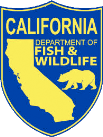 CALIFORNIA
DEPARTMENT OF
FISH &
WILDLIFE